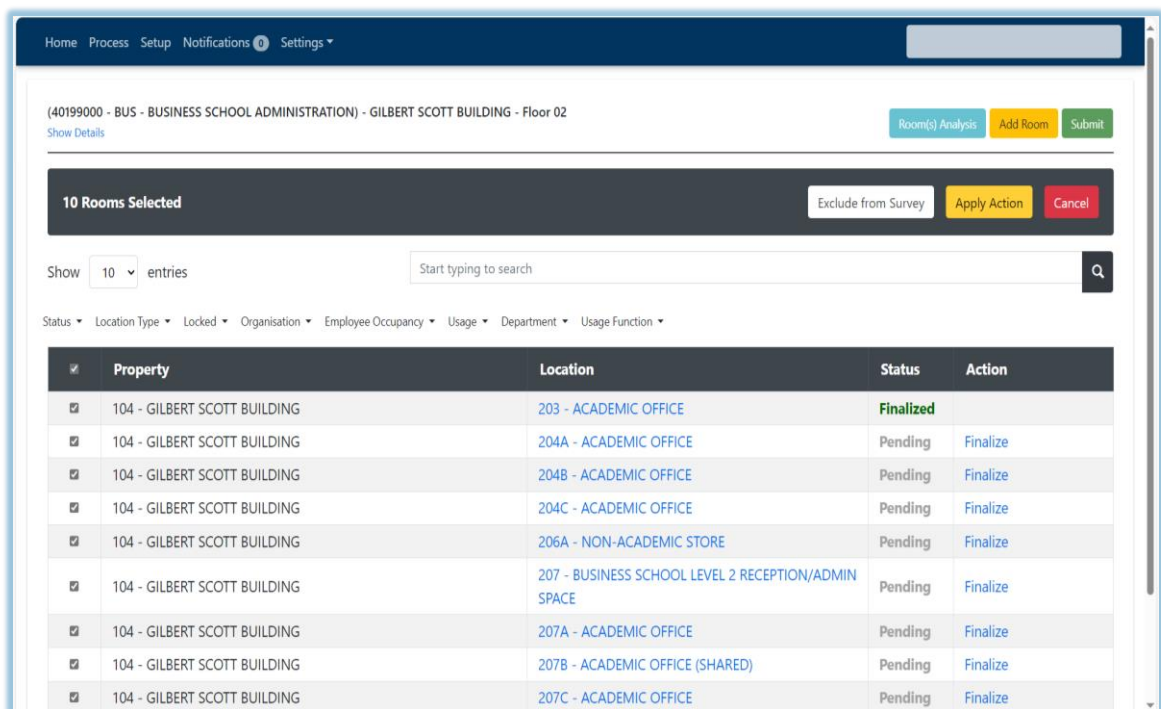 Home Process Setup Notifications 0 Settings
(40199000 - BUS - BUSINESS SCHOOL ADMINISTRATION) - GILBERT SCOTT BUILDING - Floor 02
Show Details
Room(s) Analysis Add Room Submit
10 Rooms Selected Exclude from Survey Apply Action Cancel
Show 10 entries Start typing to search
Status Location Type Locked Organisation Employee Occupancy Usage Department Usage Function
Property Location Status Action
104 - GILBERT SCOTT BUILDING 203 - ACADEMIC OFFICE Finalized
104 - GILBERT SCOTT BUILDING 204A - ACADEMIC OFFICE Pending Finalize
104 - GILBERT SCOTT BUILDING 204B - ACADEMIC OFFICE Pending Finalize
104 - GILBERT SCOTT BUILDING 204C - ACADEMIC OFFICE Pending Finalize
104 - GILBERT SCOTT BUILDING 206A - NON-ACADEMIC STORE Pending Finalize
104 - GILBERT SCOTT BUILDING 207 - BUSINESS SCHOOL LEVEL 2 RECEPTION/ADMIN
SPACE Pending Finalize
104 - GILBERT SCOTT BUILDING 207A - ACADEMIC OFFICE Pending Finalize
104 - GILBERT SCOTT BUILDING 207B - ACADEMIC OFFICE (SHARED) Pending Finalize
104 - GILBERT SCOTT BUILDING 207C - ACADEMIC OFFICE Pending Finalize